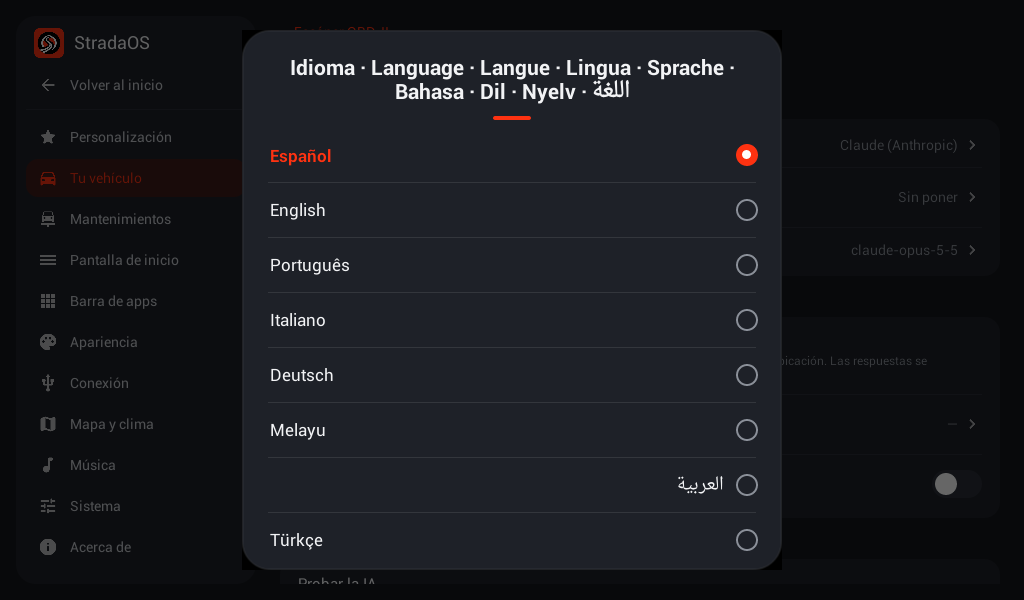 StradaOS
Volver al inicio
Personalización
Tu vehículo
Mantenimientos
Pantalla de inicio
Barra de apps
Apariencia
Conexión
Mapa y clima
Música
Sistema
Acerca de
Idioma · Language · Langue · Lingua · Sprache ·
Bahasa · Dil · Nyelv · اللغة
Español
English
Português
Italiano
Deutsch
Melayu
العربية
Türkçe
Claude (Anthropic)
Sin poner
claude-opus-5-5
Las respuestas se
—
Probar la IA